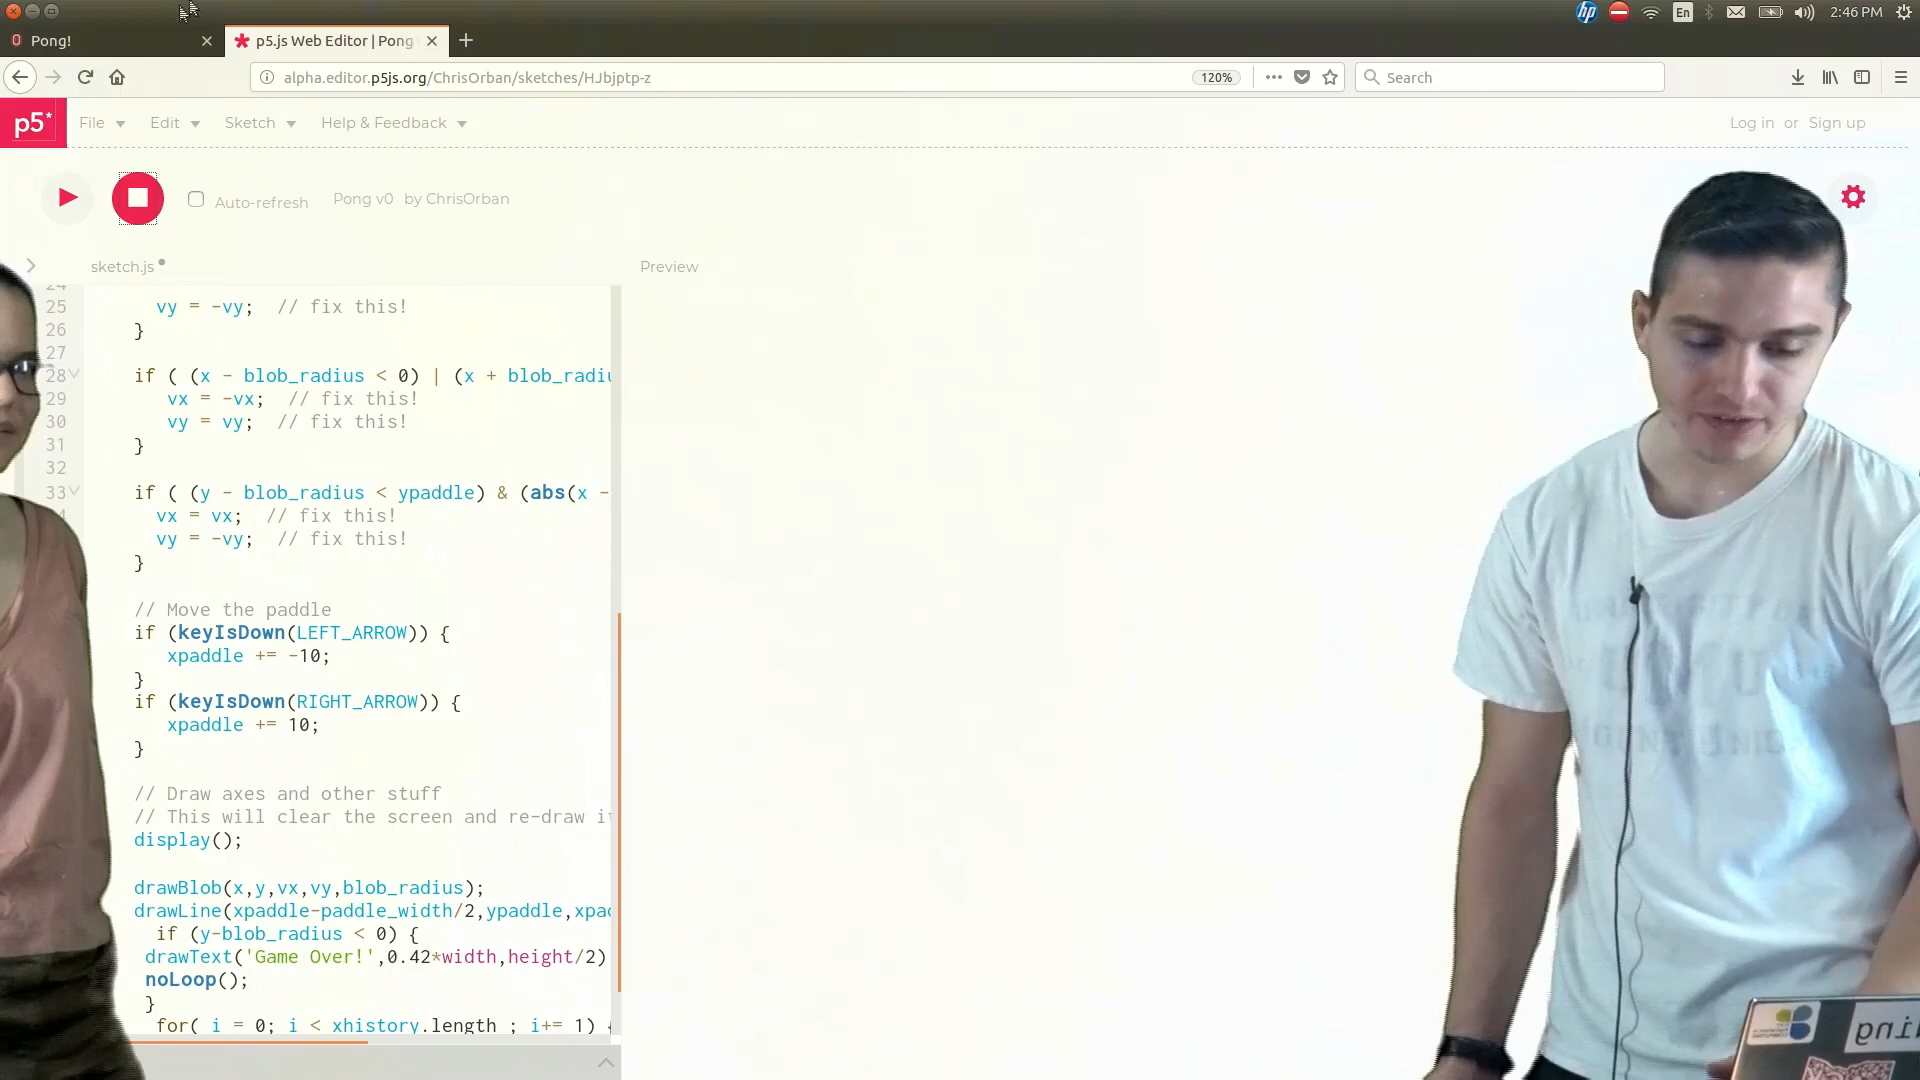 2:46 PM
En
Pong!
p5.js Web Editor | Pong
alpha.editor.p5js.org/ChrisOrban/sketches/HJbjptp-z
120%
Search
p5*
File
Edit
Sketch
Help & Feedback
Log in or Sign up
Auto-refresh
Pong v0 by ChrisOrban
sketch.js
Preview
24
25 vy = -vy; // fix this!
26 }
27
28 if ( (x - blob_radius < 0) | (x + blob_radiu
29 vx = -vx; // fix this!
30 vy = vy; // fix this!
31 }
32
33 if ( (y - blob_radius < ypaddle) & (abs(x -
vx = vx; // fix this!
vy = -vy; // fix this!
}
// Move the paddle
if (keyIsDown(LEFT_ARROW)) {
xpaddle += -10;
}
if (keyIsDown(RIGHT_ARROW)) {
xpaddle += 10;
}
// Draw axes and other stuff
// This will clear the screen and re-draw it
display();
drawBlob(x,y,vx,vy,blob_radius);
drawLine(xpaddle-paddle_width/2,ypaddle,xpad
if (y-blob_radius < 0) {
drawText('Game Over!',0.42*width,height/2)
noLoop();
}
for( i = 0; i < xhistory.length ; i+= 1) {